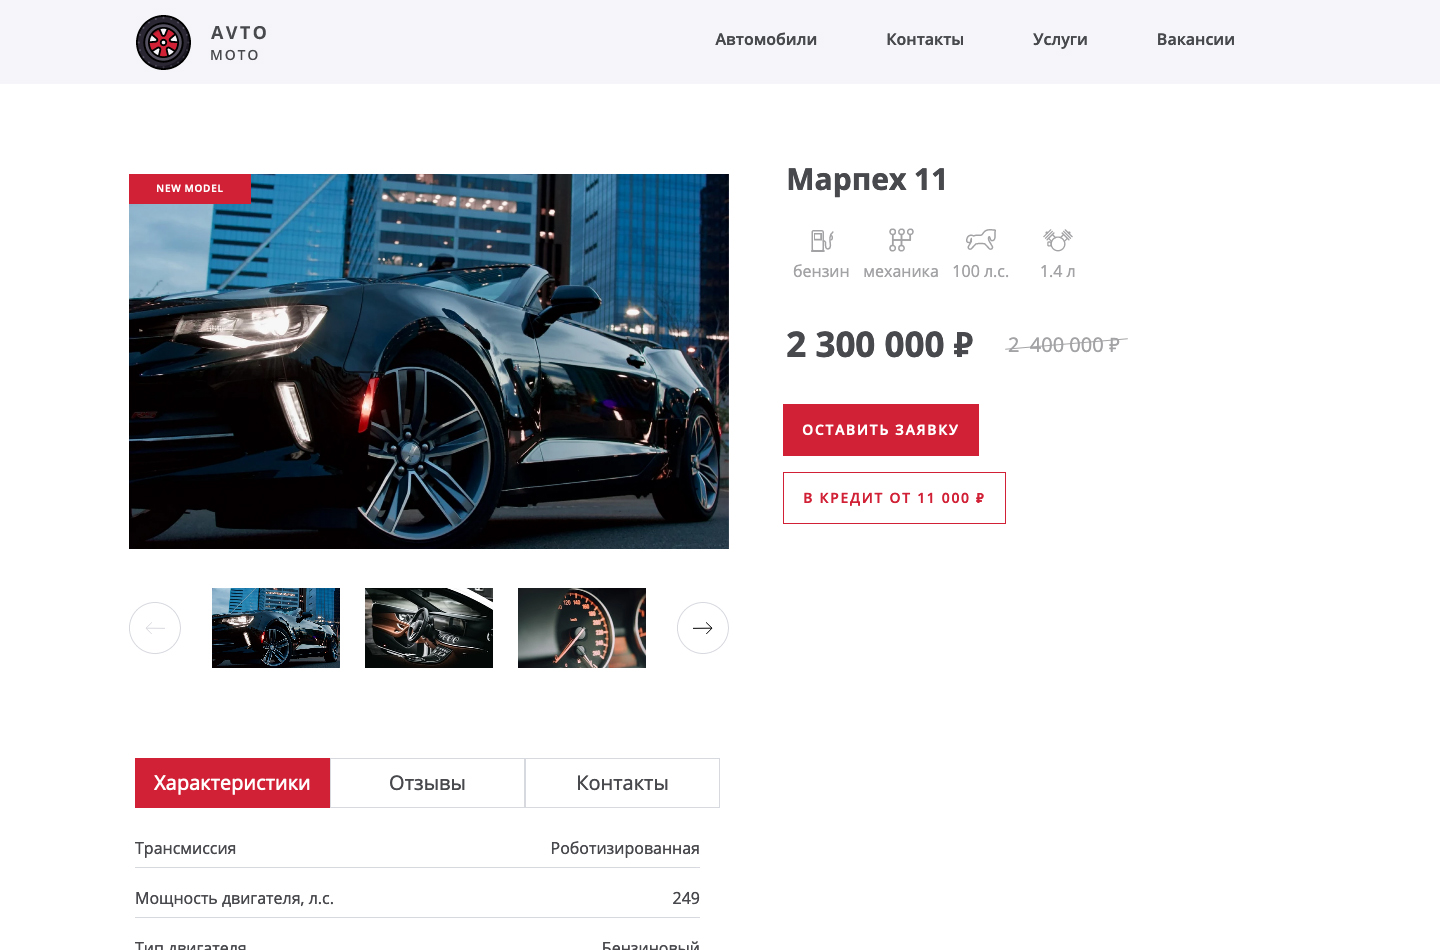 AVTO
MOTO
Автомобили
Контакты
Услуги
Вакансии
NEW MODEL
Марпех 11
бензин
механика
100 л.с.
1.4 л
2 300 000 ₽
2 400 000 ₽
ОСТАВИТЬ ЗАЯВКУ
В КРЕДИТ ОТ 11 000 ₽
Характеристики
Отзывы
Контакты
Трансмиссия
Роботизированная
Мощность двигателя, л.с.
249
Тип двигателя
Бензиновый